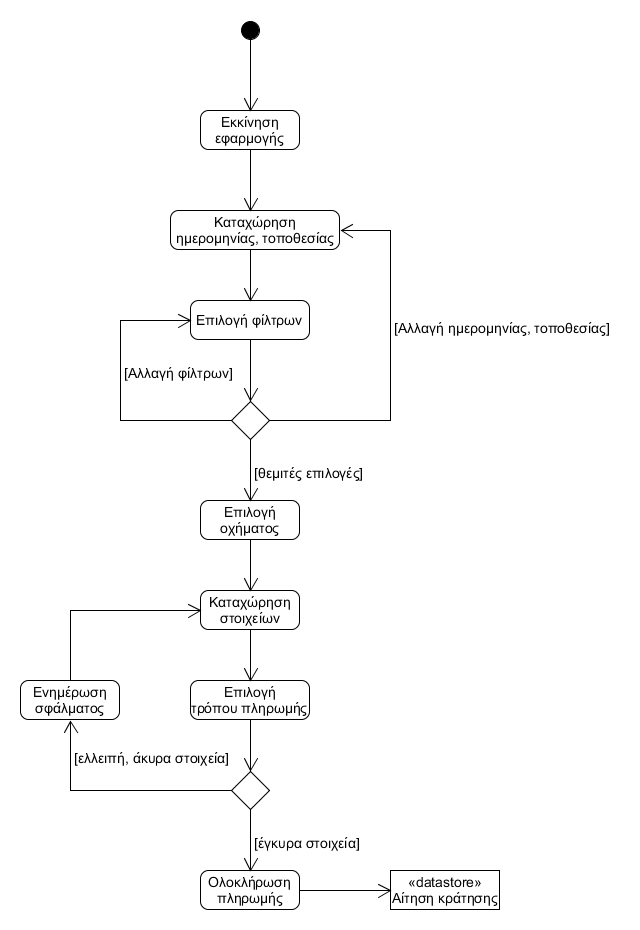 Εκκίνηση
εφαρμογής
Καταχώρηση
ημερομηνίας, τοποθεσίας
Επιλογή φίλτρων
[Αλλαγή ημερομηνίας, τοποθεσίας]
[Αλλαγή φίλτρων]
[θεμιτές επιλογές]
Επιλογή
οχήματος
Καταχώρηση
στοιχείων
Ενημέρωση
σφάλματος
Επιλογή
τρόπου πληρωμής
[ελλειπή, άκυρα στοιχεία]
[έγκυρα στοιχεία]
Ολοκλήρωση
πληρωμής
«datastore»
Αίτηση κράτησης